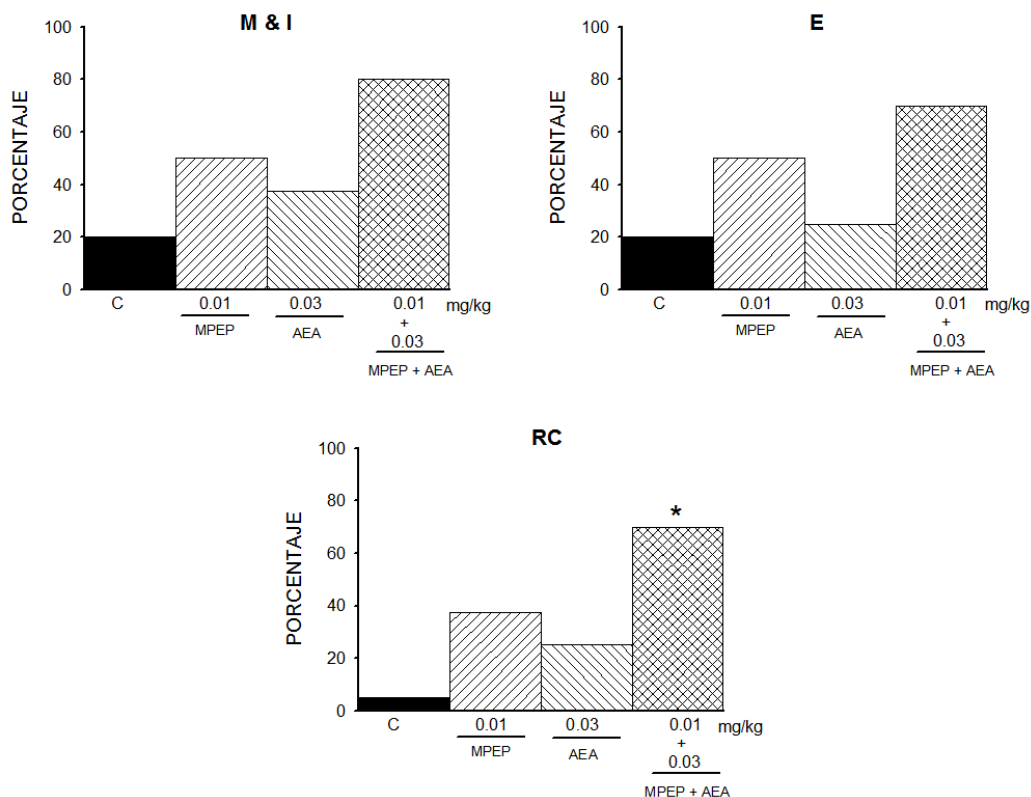 M & I
PORCENTAJE
100
80
60
40
20
0
C
0.01
0.03
0.01
mg/kg
+
0.03
MPEP
AEA
MPEP + AEA
E
PORCENTAJE
100
80
60
40
20
0
C
0.01
0.03
0.01
mg/kg
+
0.03
MPEP
AEA
MPEP + AEA
RC
PORCENTAJE
100
80
60
40
20
0
*
C
0.01
0.03
0.01
mg/kg
+
0.03
MPEP
AEA
MPEP + AEA